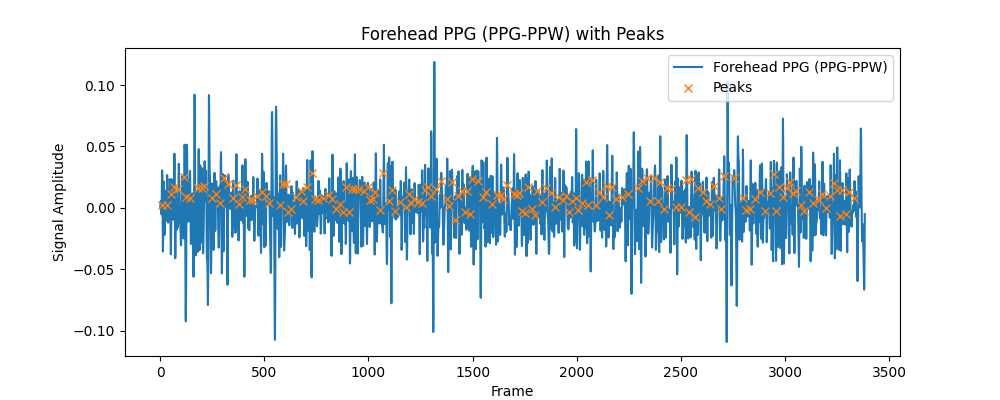 Forehead PPG (PPG-PPW) with Peaks
Forehead PPG (PPG-PPW)
Peaks
Signal Amplitude
0.10
0.05
0.00
−0.05
−0.10
0 500 1000 1500 2000 2500 3000 3500
Frame